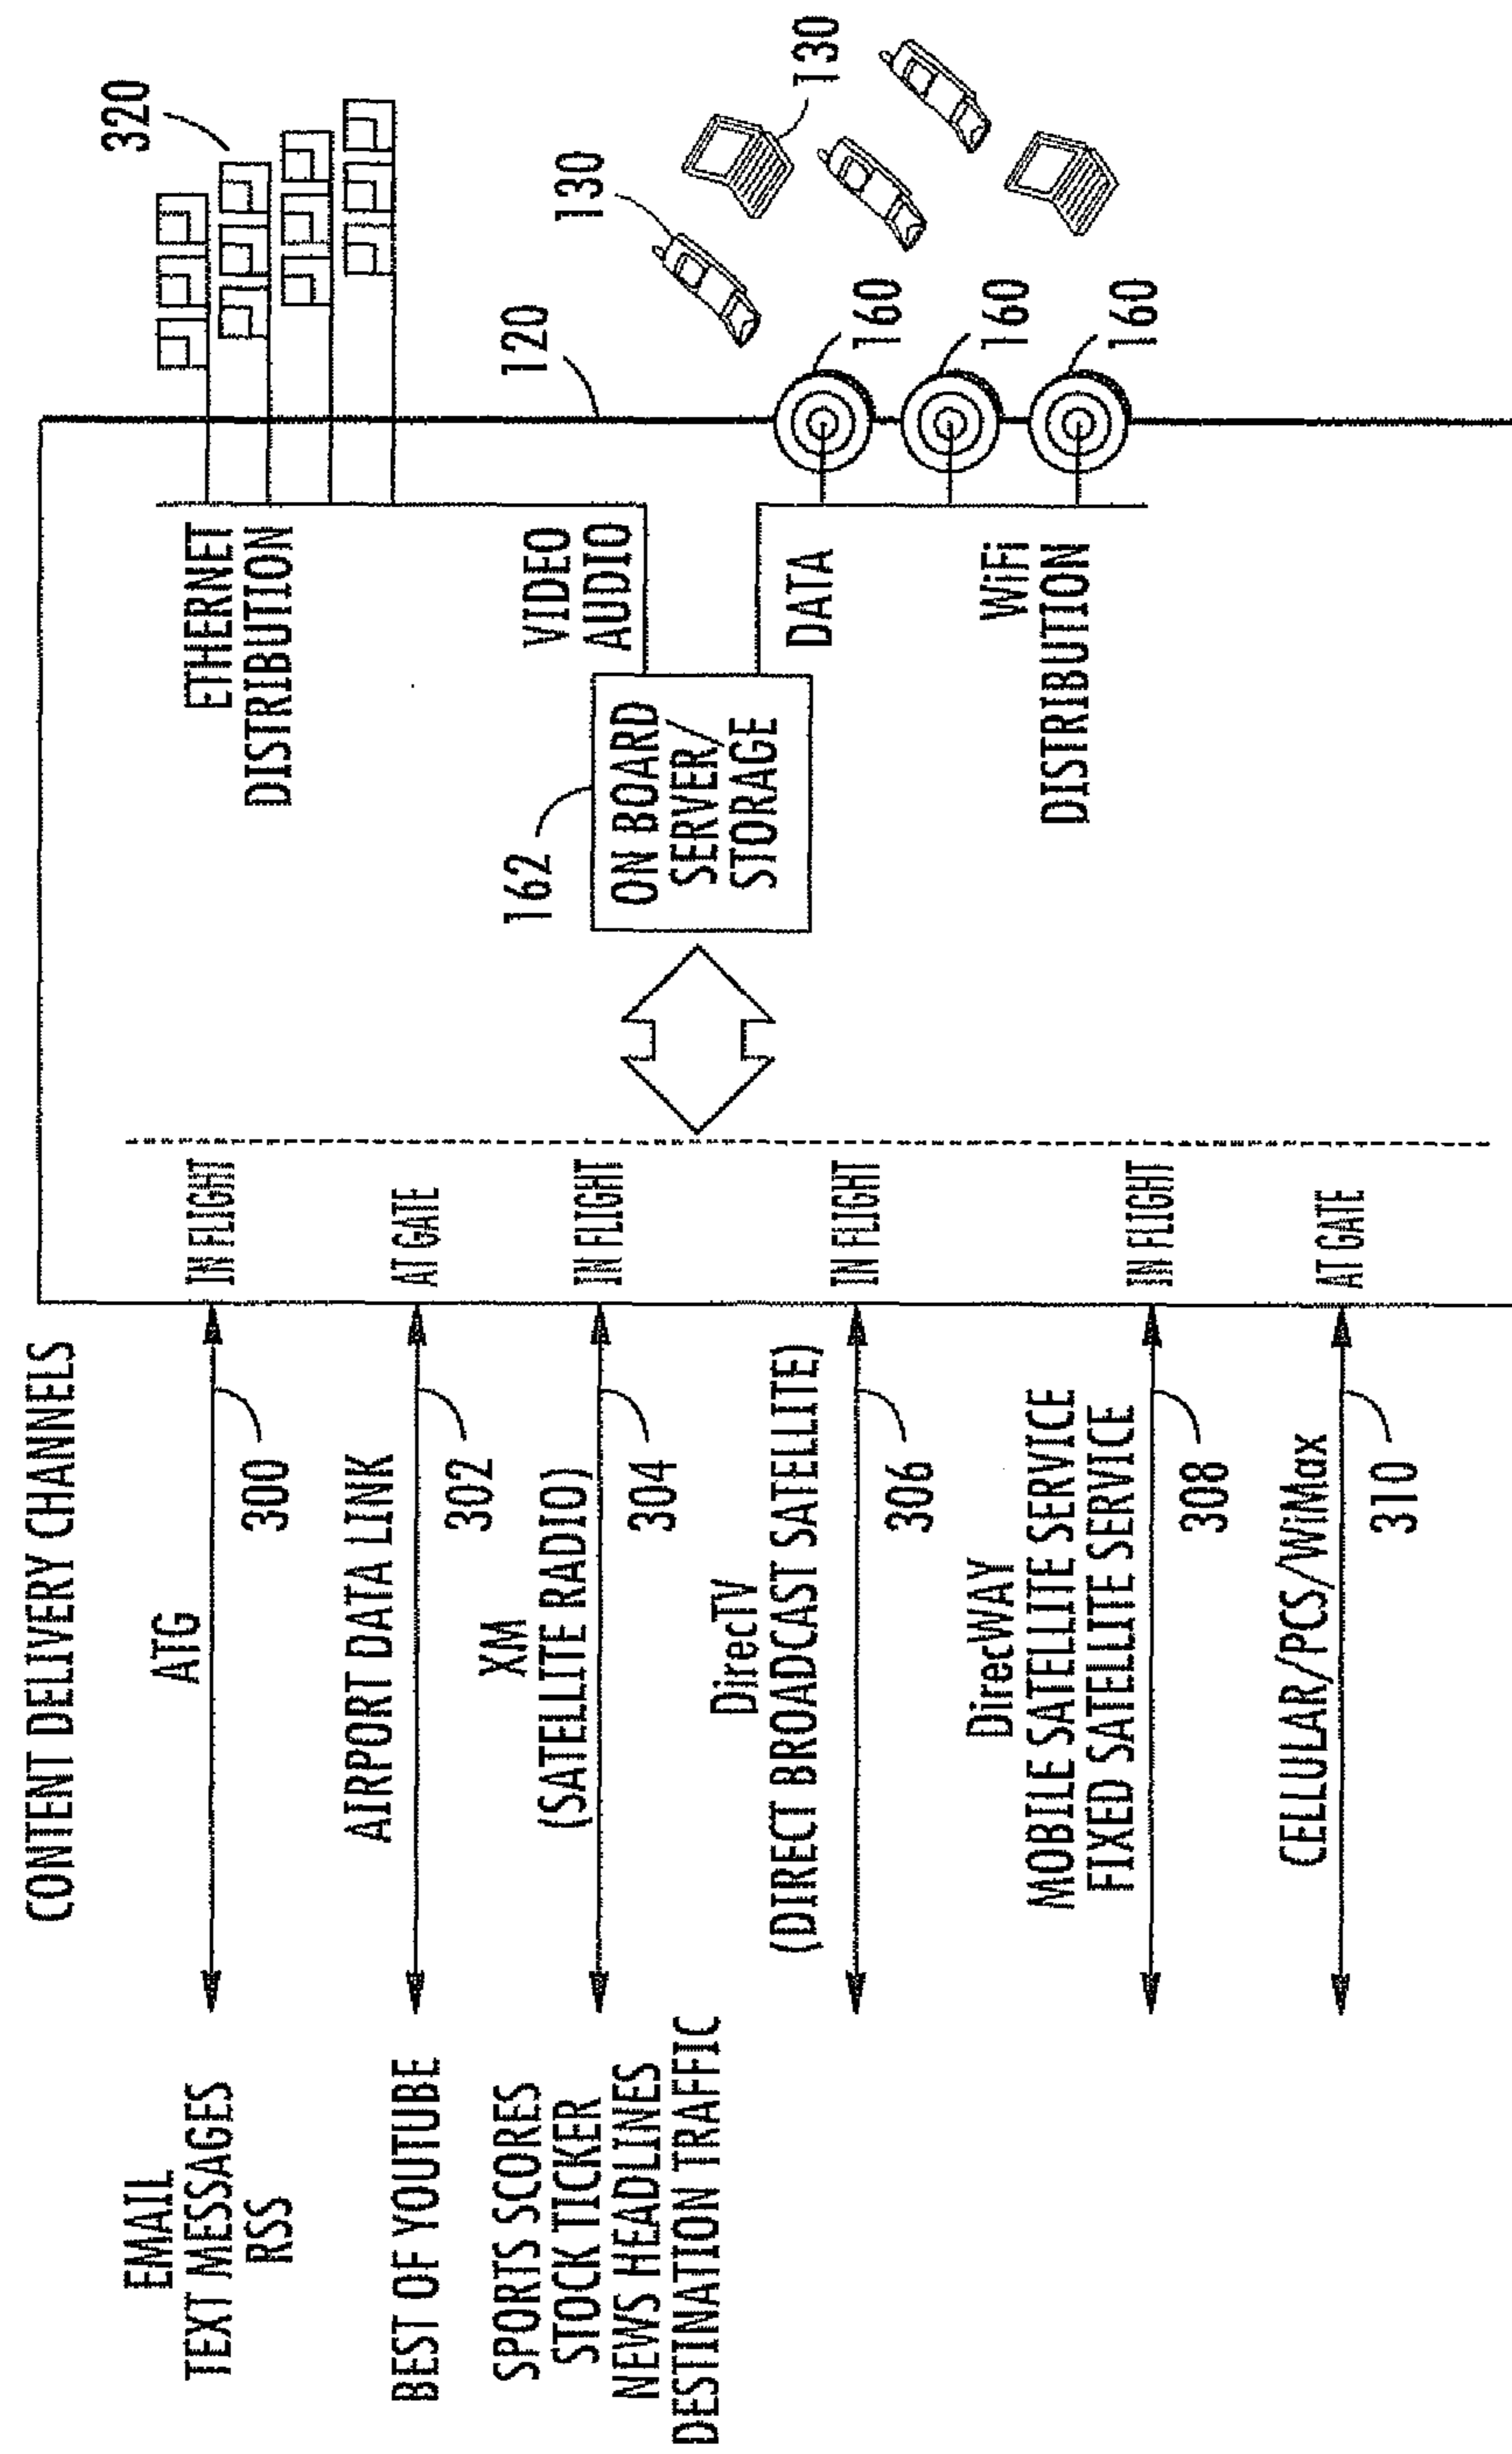 CONTENT DELIVERY CHANNELS
EMAIL
TEXT MESSAGES
RSS
ATG
300
IN FLIGHT
BEST OF YOUTUBE
AIRPORT DATA LINK
302
AT GATE
SPORTS SCORES
STOCK TICKER
NEWS HEADLINES
DESTINATION TRAFFIC
XM
(SATELLITE RADIO)
304
IN FLIGHT
DirecTV
(DIRECT BROADCAST SATELLITE)
306
IN FLIGHT
DirecWAY
MOBILE SATELLITE SERVICE
FIXED SATELLITE SERVICE
308
IN FLIGHT
CELLULAR/PCS/WiMax
310
AT GATE
162
ON BOARD
SERVER/
STORAGE
ETHERNET
DISTRIBUTION
VIDEO
AUDIO
DATA
WiFi
DISTRIBUTION
320
120
130
130
160
160
160